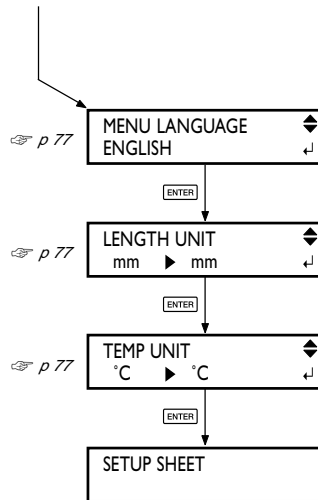 MENU LANGUAGE
☞ p 77
ENGLISH
ENTER
LENGTH UNIT
☞ p 77
mm ▶ mm
ENTER
TEMP UNIT
☞ p 77
˚C ▶ ˚C
ENTER
SETUP SHEET